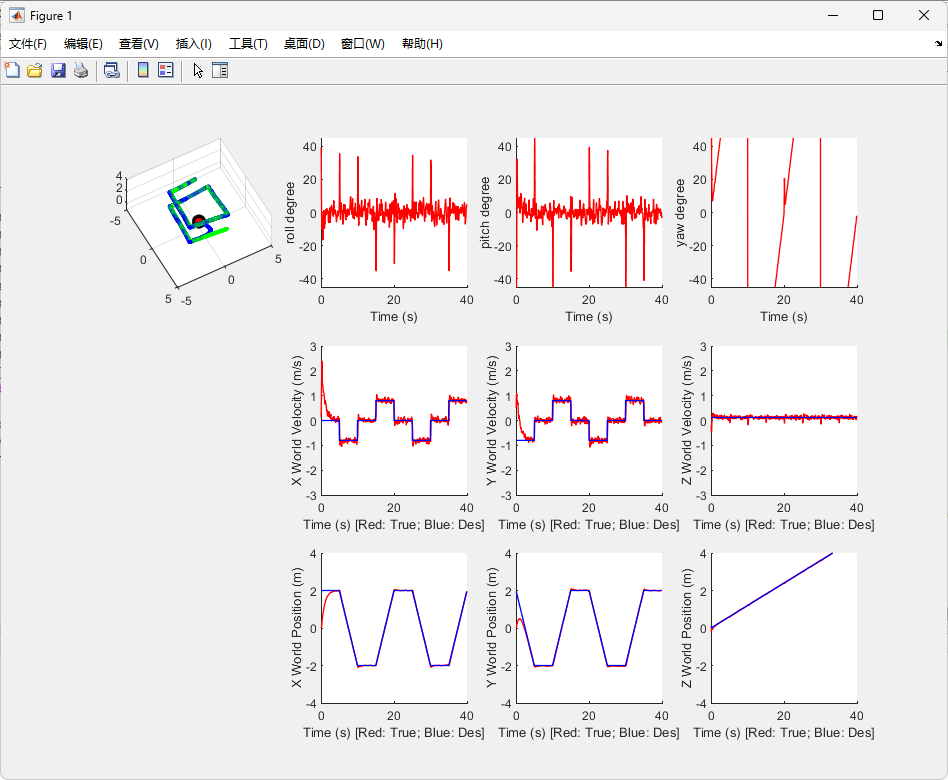 Figure 1
文件(F) 编辑(E) 查看(V) 插入(I) 工具(T) 桌面(D) 窗口(W) 帮助(H)
4
2
0
-5
0
5
-5
0
5
roll degree
40
20
0
-20
-40
0 20 40
Time (s)
pitch degree
40
20
0
-20
-40
0 20 40
Time (s)
yaw degree
40
20
0
-20
-40
0 20 40
Time (s)
X World Velocity (m/s)
3
2
1
0
-1
-2
-3
0 20 40
Time (s) [Red: True; Blue: Des]
Y World Velocity (m/s)
3
2
1
0
-1
-2
-3
0 20 40
Time (s) [Red: True; Blue: Des]
Z World Velocity (m/s)
3
2
1
0
-1
-2
-3
0 20 40
Time (s) [Red: True; Blue: Des]
X World Position (m)
4
2
0
-2
-4
0 20 40
Time (s) [Red: True; Blue: Des]
Y World Position (m)
4
2
0
-2
-4
0 20 40
Time (s) [Red: True; Blue: Des]
Z World Position (m)
4
2
0
-2
-4
0 20 40
Time (s) [Red: True; Blue: Des]